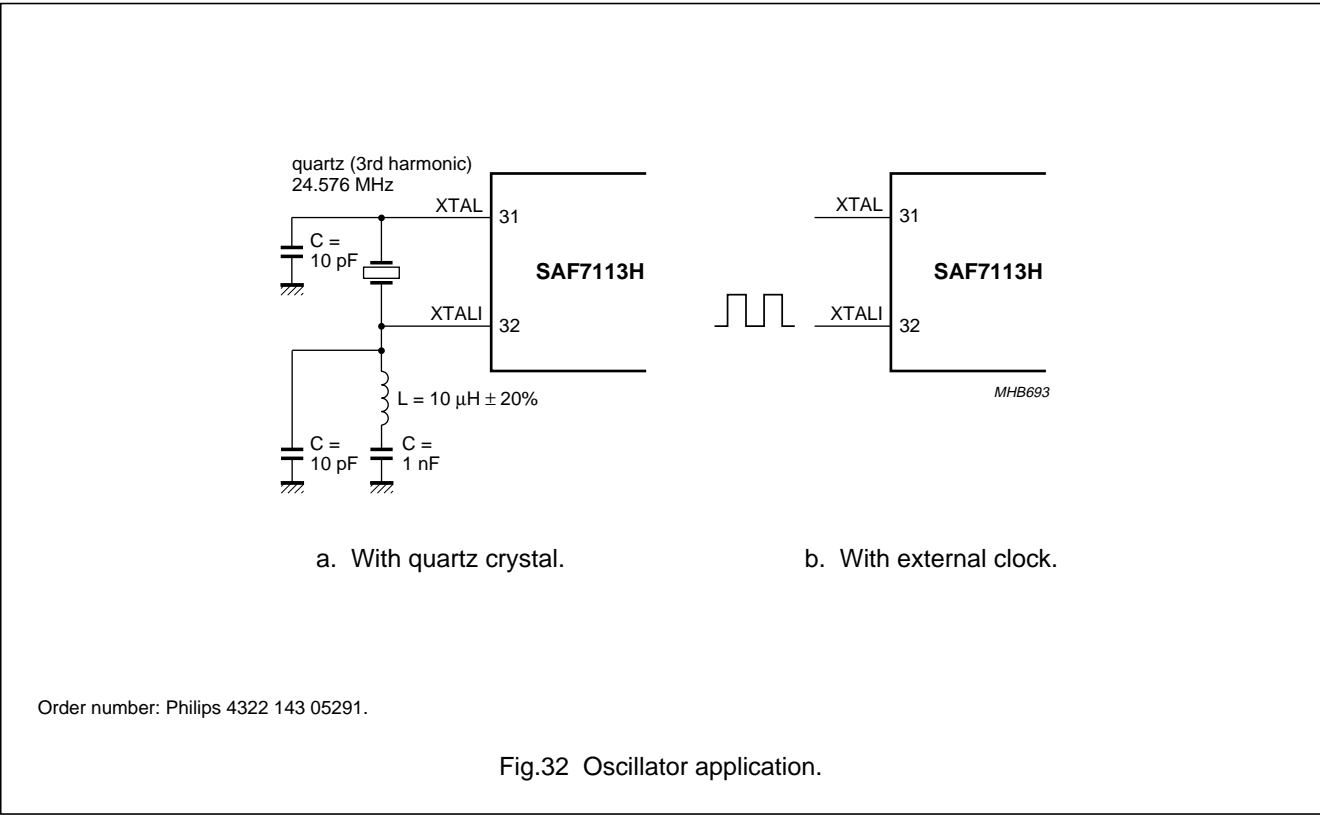 quartz (3rd harmonic)
24.576 MHz
XTAL
31
C =
10 pF
SAF7113H
XTALI
32
L = 10 μH ± 20%
C =
10 pF
C =
1 nF
XTAL
31
SAF7113H
XTALI
32
MHB693
a. With quartz crystal.
b. With external clock.
Order number: Philips 4322 143 05291.
Fig.32 Oscillator application.